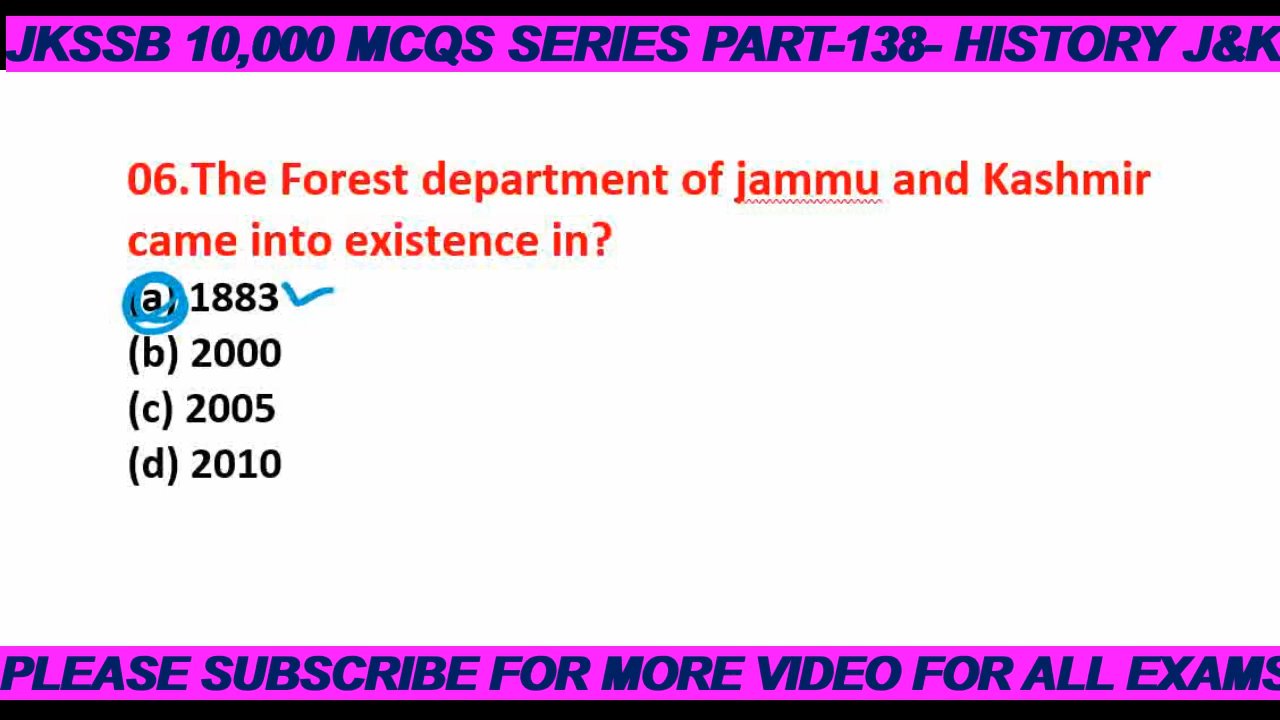 JKSSB 10,000 MCQS SERIES PART-138- HISTORY J&K
06.The Forest department of jammu and Kashmir
came into existence in?
(a) 1883
(b) 2000
(c) 2005
(d) 2010
PLEASE SUBSCRIBE FOR MORE VIDEO FOR ALL EXAMS